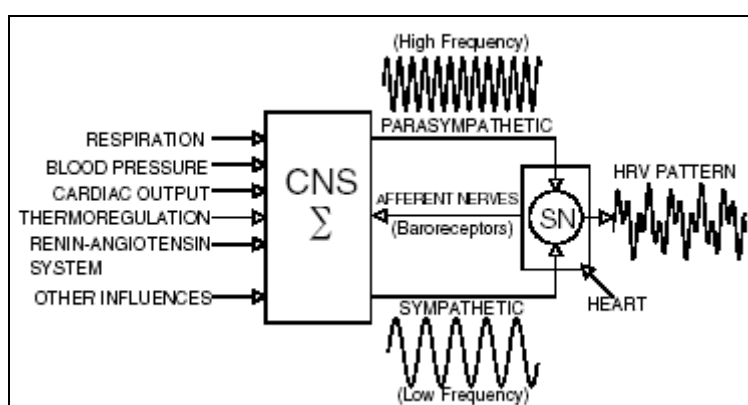 (High Frequency)
PARASYMPATHETIC
RESPIRATION
BLOOD PRESSURE
CARDIAC OUTPUT
THERMOREGULATION
RENIN-ANGIOTENSIN
SYSTEM
OTHER INFLUENCES
CNS
Σ
AFFERENT NERVES
(Baroreceptors)
SN
HRV PATTERN
HEART
SYMPATHETIC
(Low Frequency)